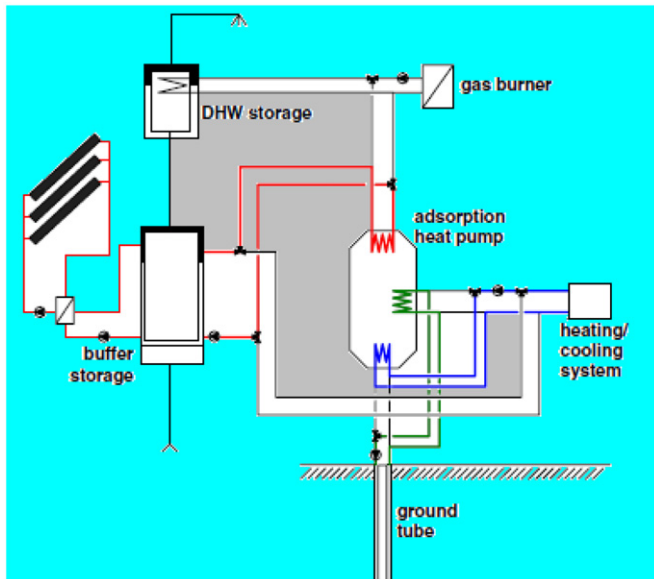 gas burner
DHW storage
adsorption
heat pump
buffer
storage
heating/
cooling
system
ground
tube